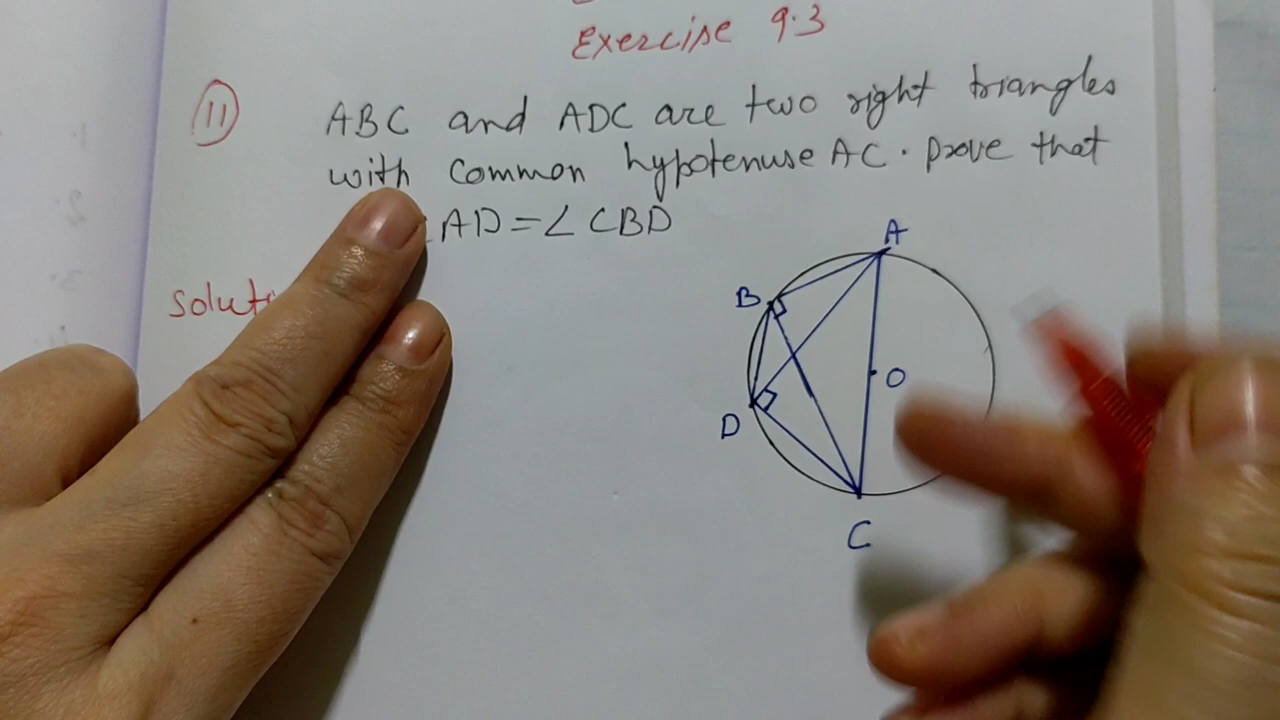 Exercise 9.3
11
ABC and ADC are two right triangles
with common hypotenuse AC. prove that
AD = ∠ CBD
A
B
O
D
C